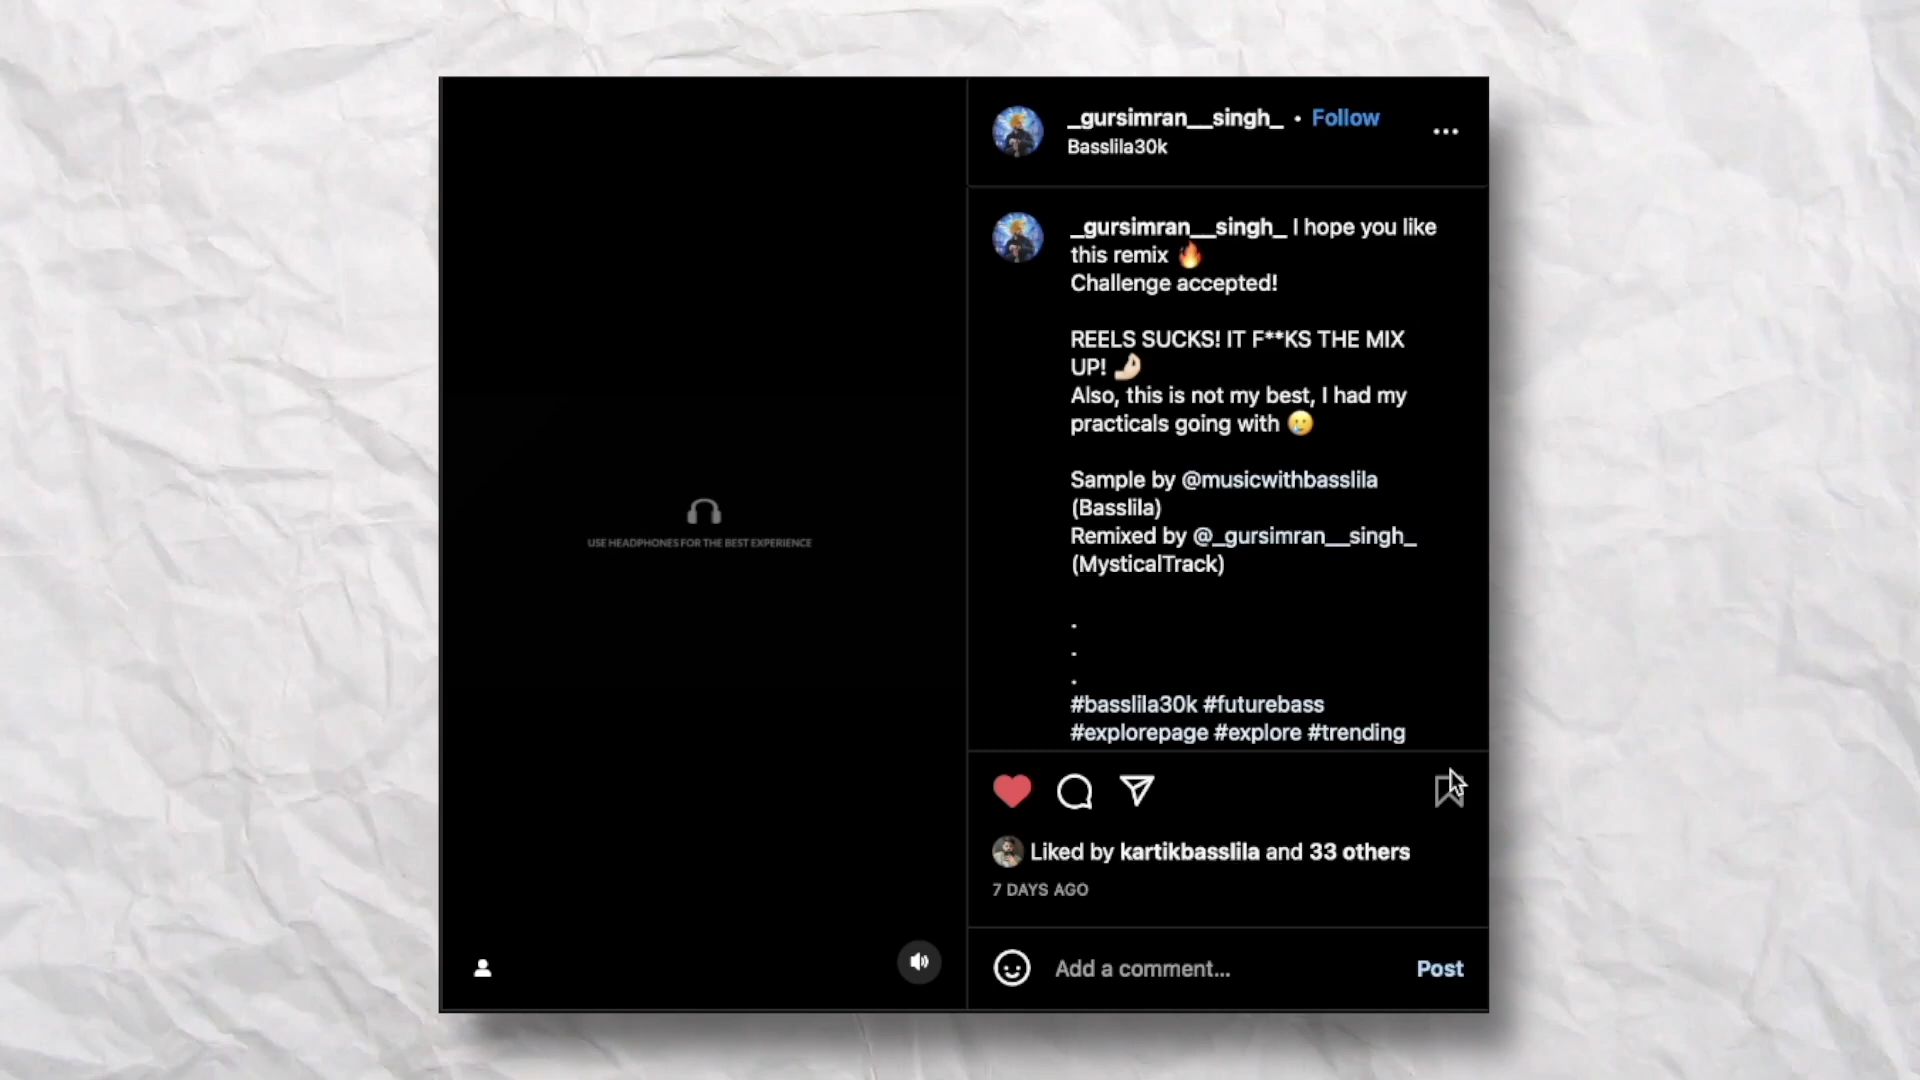 _gursimran__singh_ • Follow
Basslila30k
_gursimran__singh_ I hope you like
this remix 🔥
Challenge accepted!
REELS SUCKS! IT F**KS THE MIX
UP! 🤌🏻
Also, this is not my best, I had my
practicals going with 🥲
Sample by @musicwithbasslila
(Basslila)
Remixed by @_gursimran__singh_
(MysticalTrack)
.
.
.
#basslila30k #futurebass
#explorepage #explore #trending
USE HEADPHONES FOR THE BEST EXPERIENCE
Liked by kartikbasslila and 33 others
7 DAYS AGO
Add a comment...
Post